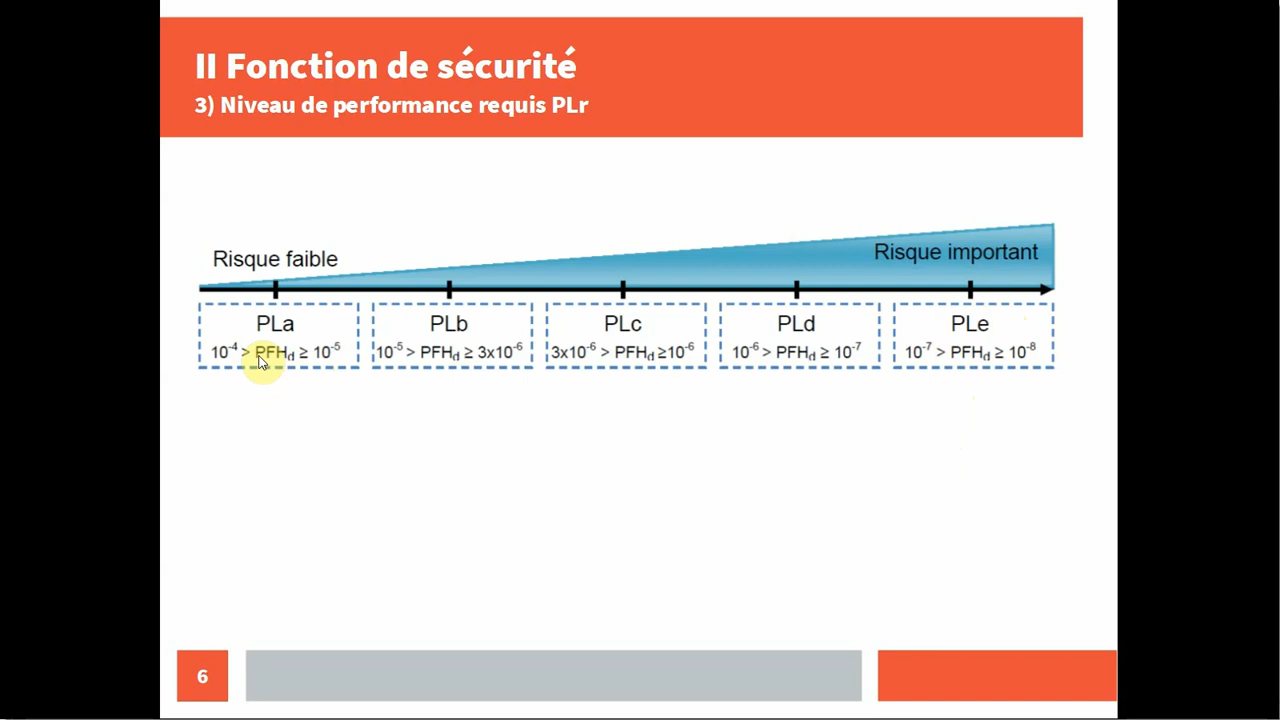 II Fonction de sécurité
3) Niveau de performance requis PLr
Risque faible
Risque important
PLa
10⁻⁴ > PFH_d ≥ 10⁻⁵
PLb
10⁻⁵ > PFH_d ≥ 3x10⁻⁶
PLc
3x10⁻⁶ > PFH_d ≥10⁻⁶
PLd
10⁻⁶ > PFH_d ≥ 10⁻⁷
PLe
10⁻⁷ > PFH_d ≥ 10⁻⁸
6